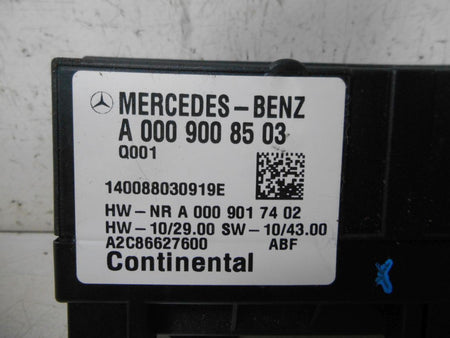 MERCEDES-BENZ
A 000 900 85 03
Q001
140088030919E
HW-NR A 000 901 74 02
HW-10/29.00 SW-10/43.00
A2C86627600 ABF
Continental